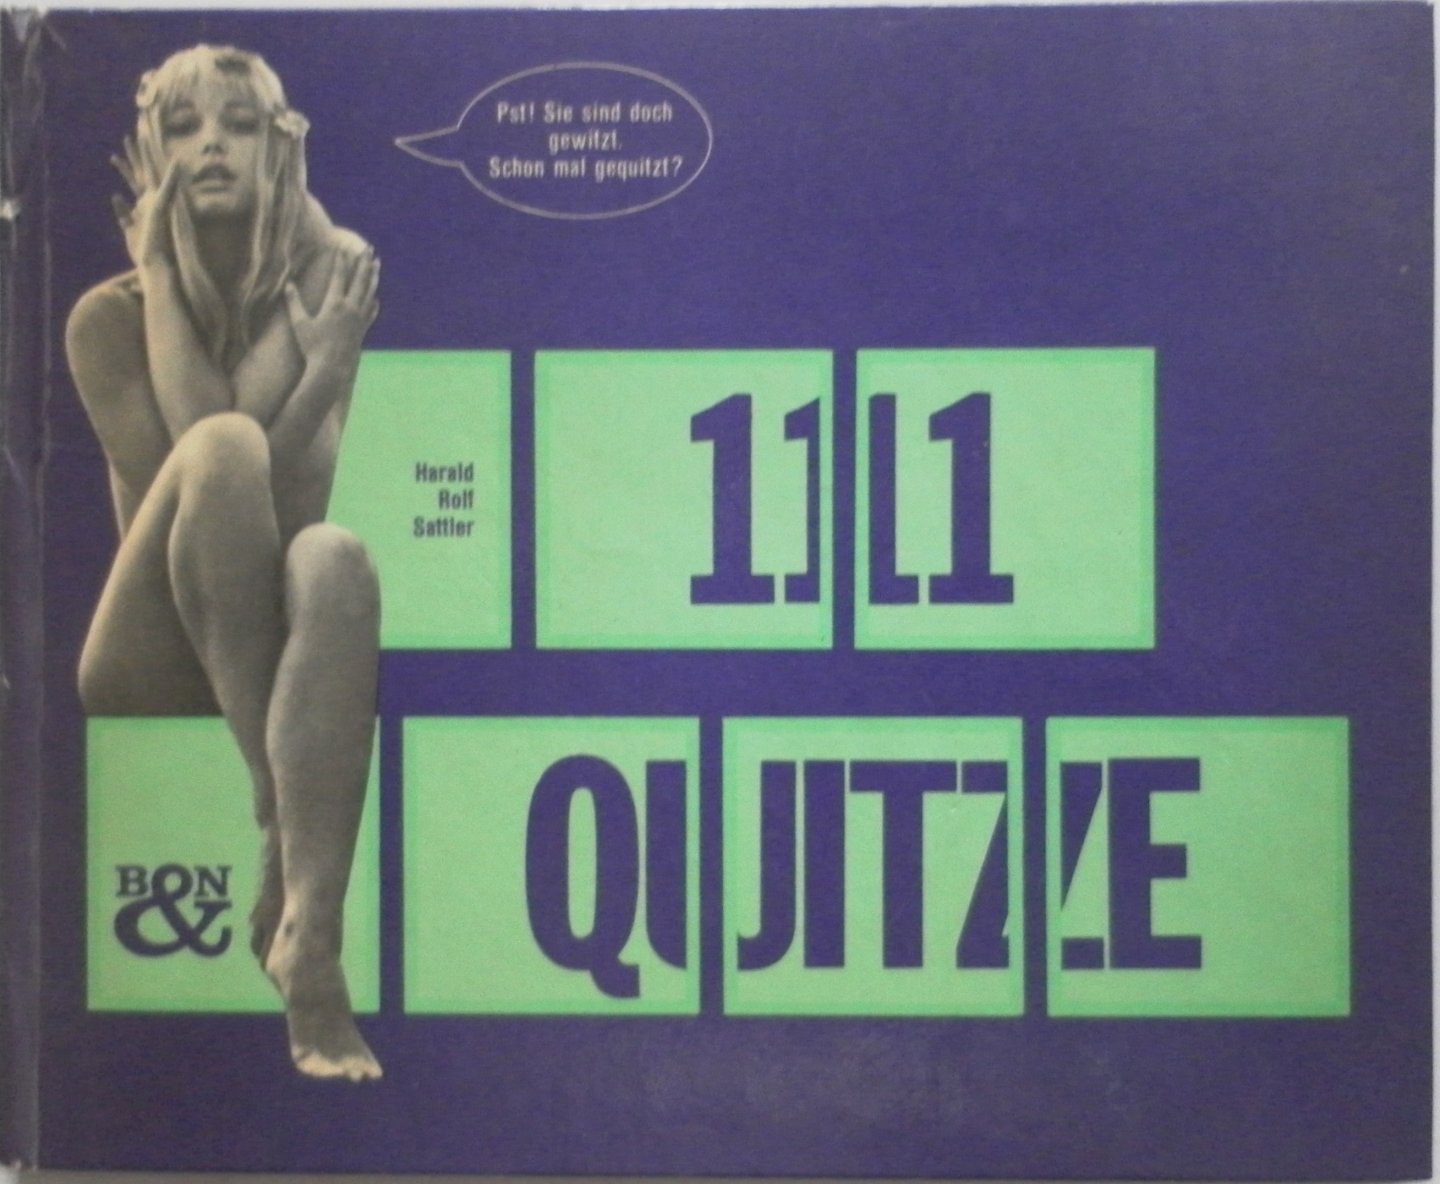 Pst! Sie sind doch
gewitzt.
Schon mal gequitzt?
Harald
Rolf
Sattler
111
QUITZE
B&N